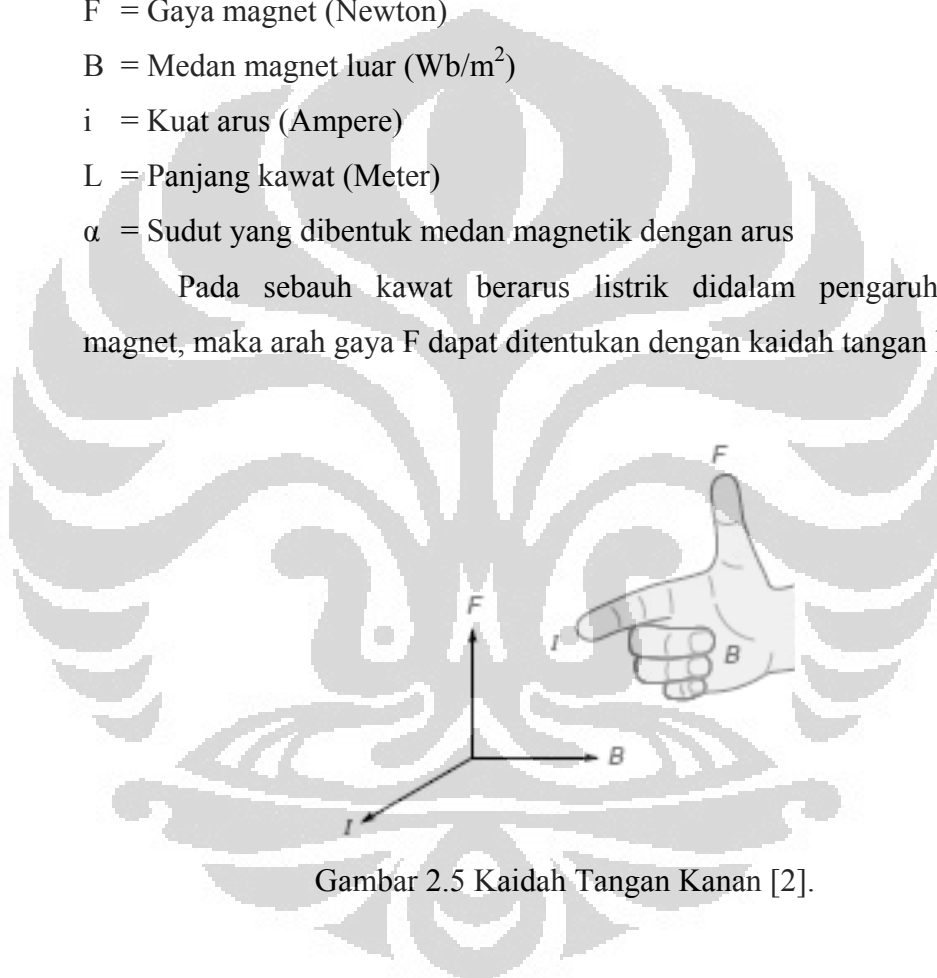 F = Gaya magnet (Newton)
B = Medan magnet luar (Wb/m²)
i = Kuat arus (Ampere)
L = Panjang kawat (Meter)
α = Sudut yang dibentuk medan magnetik dengan arus
Pada sebauh kawat berarus listrik didalam pengaruh
magnet, maka arah gaya F dapat ditentukan dengan kaidah tangan
F
I
B
F
B
I
Gambar 2.5 Kaidah Tangan Kanan [2].